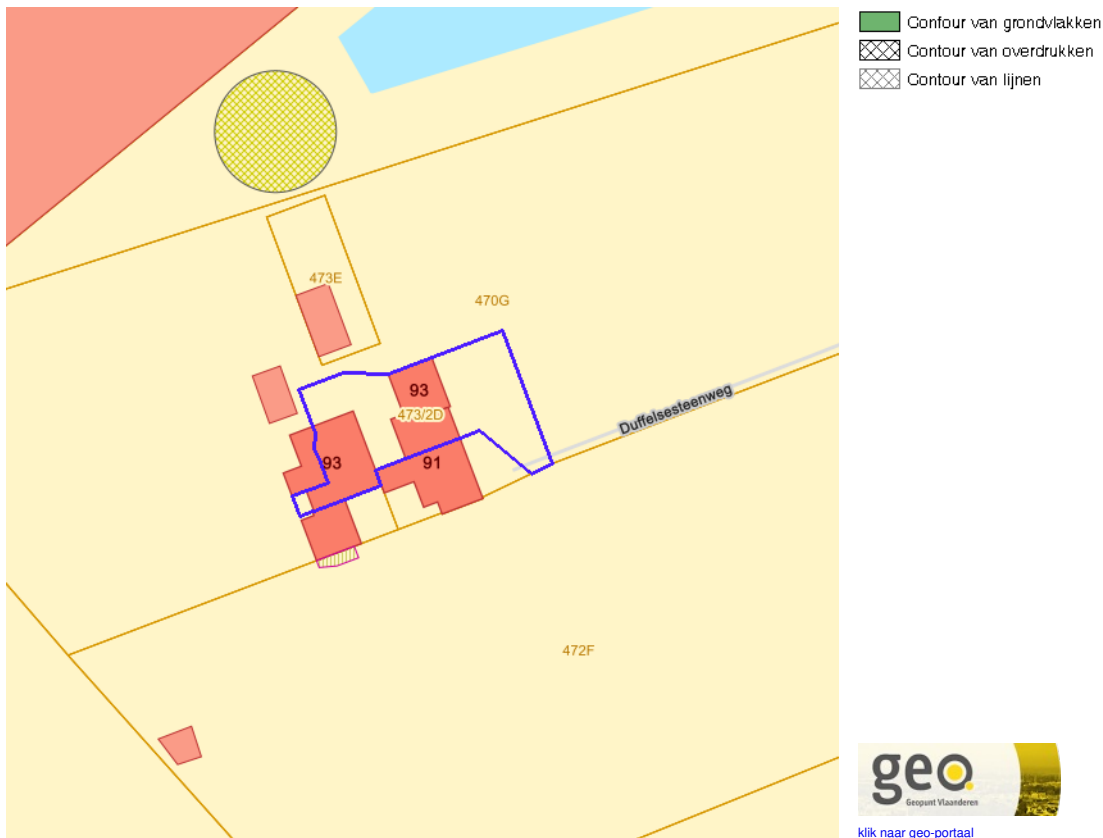 Contour van grondvlakken
Contour van overdrukken
Contour van lijnen
473E
470G
93
473/2D
Duffelsesteenweg
93
91
472F
geo
Geopunt Vlaanderen
klik naar geo-portaal